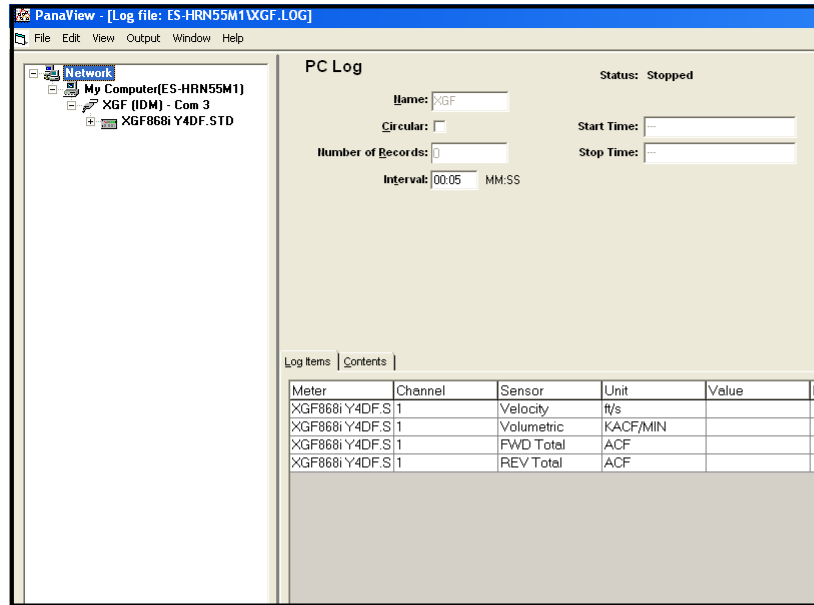 PanaView - [Log file: ES-HRN55M1\XGF.LOG]
File Edit View Output Window Help
Network
My Computer(ES-HRN55M1)
XGF (IDM) - Com 3
XGF868i Y4DF.STD
PC Log
Status: Stopped
Name: XGF
Circular:
Start Time: ---
Number of Records: 0
Stop Time: ---
Interval: 00:05 MM:SS
Log Items Contents
Meter Channel Sensor Unit Value
XGF868i Y4DF.S 1 Velocity ft/s
XGF868i Y4DF.S 1 Volumetric KACF/MIN
XGF868i Y4DF.S 1 FWD Total ACF
XGF868i Y4DF.S 1 REV Total ACF